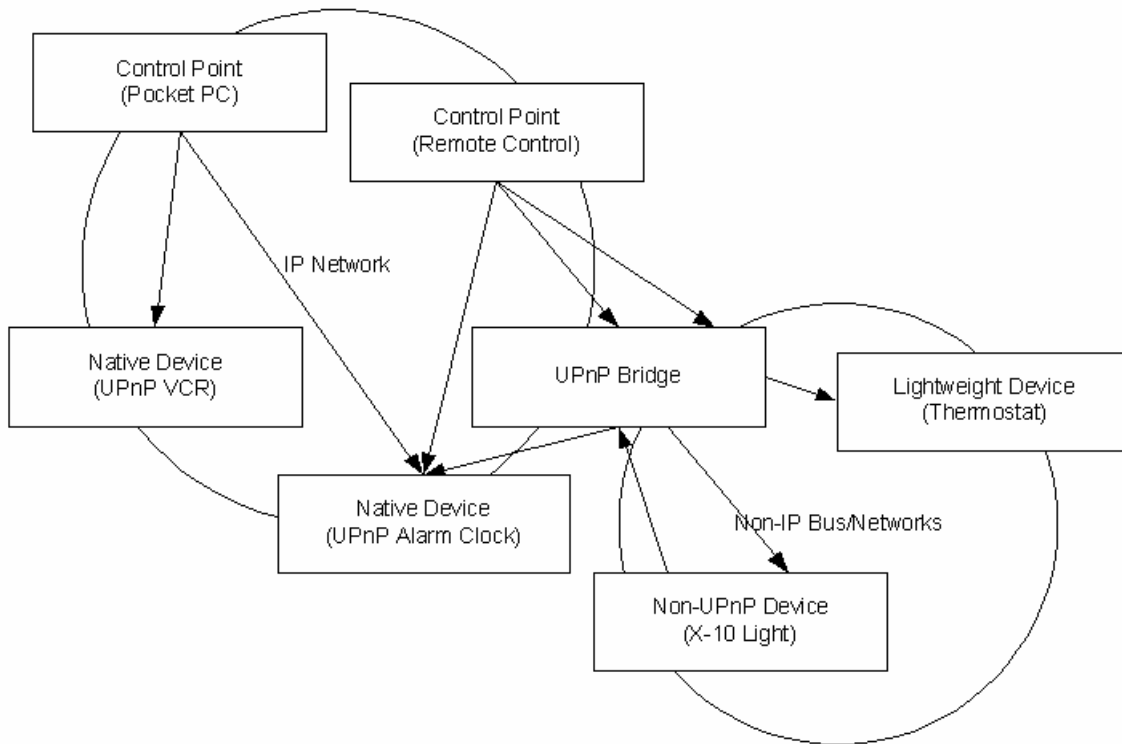 Control Point
(Pocket PC)
Control Point
(Remote Control)
IP Network
Native Device
(UPnP VCR)
UPnP Bridge
Lightweight Device
(Thermostat)
Native Device
(UPnP Alarm Clock)
Non-IP Bus/Networks
Non-UPnP Device
(X-10 Light)